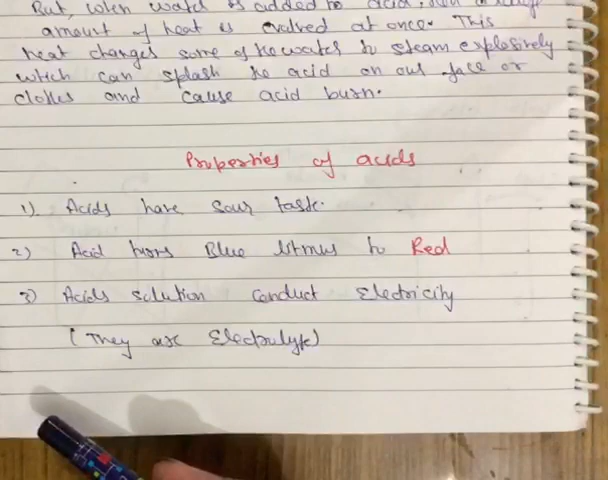 But, when water is added to acid, then large
amount of heat is evolved at once. This
heat changes some of the water to steam explosively
which can splash the acid on our face or
clothes and cause acid burn.
Properties of acids
1) Acids have sour taste.
2) Acid turns Blue litmus to Red
3) Acids solution conduct Electricity
(They are Electrolyte)